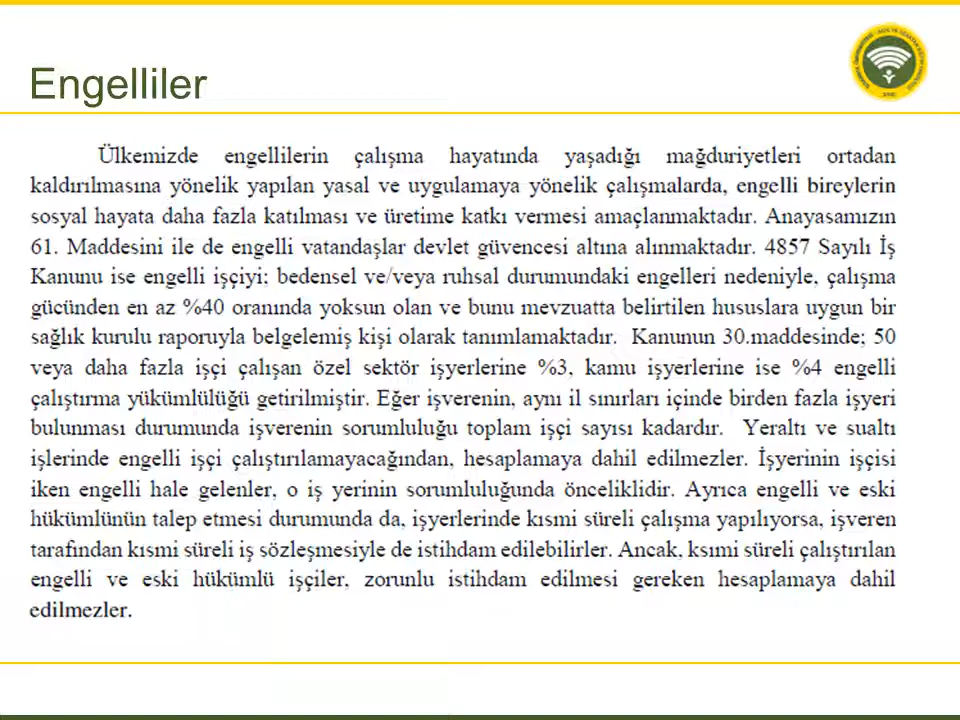 Engelliler
Ülkemizde engellilerin çalışma hayatında yaşadığı mağduriyetleri ortadan
kaldırılmasına yönelik yapılan yasal ve uygulamaya yönelik çalışmalarda, engelli bireylerin
sosyal hayata daha fazla katılması ve üretime katkı vermesi amaçlanmaktadır. Anayasamızın
61. Maddesini ile de engelli vatandaşlar devlet güvencesi altına alınmaktadır. 4857 Sayılı İş
Kanunu ise engelli işçiyi; bedensel ve/veya ruhsal durumundaki engelleri nedeniyle, çalışma
gücünden en az %40 oranında yoksun olan ve bunu mevzuatta belirtilen hususlara uygun bir
sağlık kurulu raporuyla belgelemiş kişi olarak tanımlamaktadır. Kanunun 30.maddesinde; 50
veya daha fazla işçi çalışan özel sektör işyerlerine %3, kamu işyerlerine ise %4 engelli
çalıştırma yükümlülüğü getirilmiştir. Eğer işverenin, aynı il sınırları içinde birden fazla işyeri
bulunması durumunda işverenin sorumluluğu toplam işçi sayısı kadardır. Yeraltı ve sualtı
işlerinde engelli işçi çalıştırılamayacağından, hesaplamaya dahil edilmezler. İşyerinin işçisi
iken engelli hale gelenler, o iş yerinin sorumluluğunda önceliklidir. Ayrıca engelli ve eski
hükümlünün talep etmesi durumunda da, işyerlerinde kısmi süreli çalışma yapılıyorsa, işveren
tarafından kısmi süreli iş sözleşmesiyle de istihdam edilebilirler. Ancak, ksımi süreli çalıştırılan
engelli ve eski hükümlü işçiler, zorunlu istihdam edilmesi gereken hesaplamaya dahil
edilmezler.